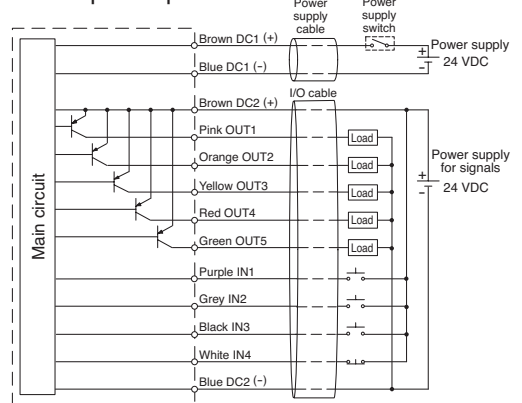 Power supply cable
Power supply switch
Brown DC1 (+)
Power supply
+
24 VDC
Blue DC1 (-)
-
I/O cable
Brown DC2 (+)
Pink OUT1
Load
Orange OUT2
Load
Power supply for signals
Yellow OUT3
Load
+
24 VDC
-
Red OUT4
Load
Green OUT5
Load
Main circuit
Purple IN1
Grey IN2
Black IN3
White IN4
Blue DC2 (-)